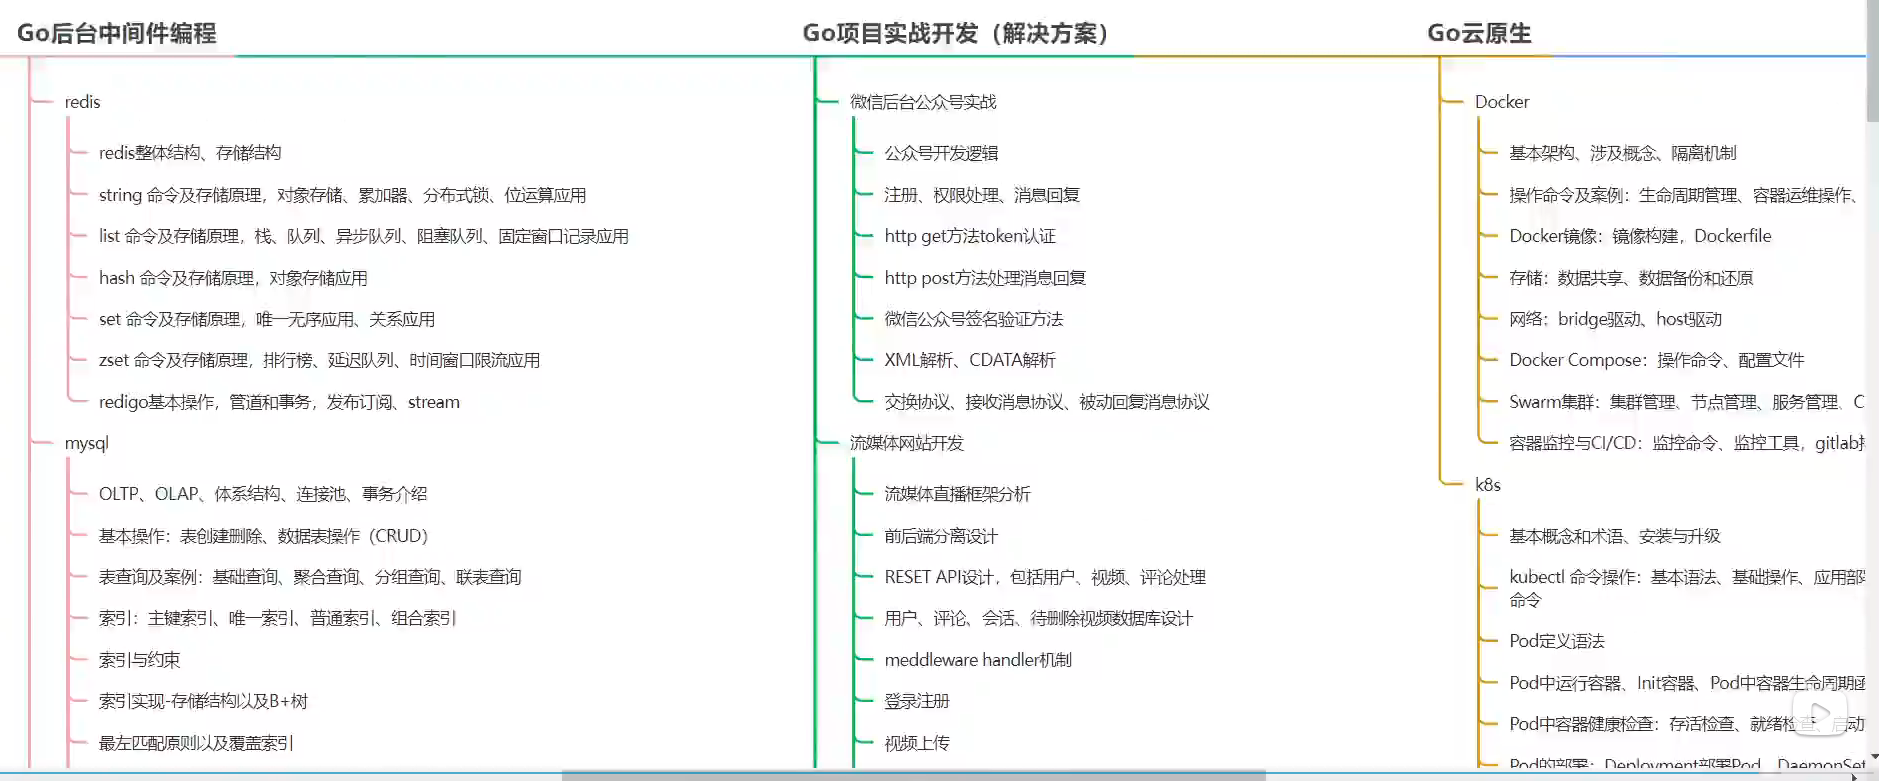 Go后台中间件编程
redis
redis整体结构、存储结构
string 命令及存储原理，对象存储、累加器、分布式锁、位运算应用
list 命令及存储原理，栈、队列、异步队列、阻塞队列、固定窗口记录应用
hash 命令及存储原理，对象存储应用
set 命令及存储原理，唯一无序应用、关系应用
zset 命令及存储原理，排行榜、延迟队列、时间窗口限流应用
redigo基本操作，管道和事务，发布订阅、stream
mysql
OLTP、OLAP、体系结构、连接池、事务介绍
基本操作：表创建删除、数据表操作（CRUD）
表查询及案例：基础查询、聚合查询、分组查询、联表查询
索引：主键索引、唯一索引、普通索引、组合索引
索引与约束
索引实现-存储结构以及B+树
最左匹配原则以及覆盖索引
Go项目实战开发（解决方案）
微信后台公众号实战
公众号开发逻辑
注册、权限处理、消息回复
http get方法token认证
http post方法处理消息回复
微信公众号签名验证方法
XML解析、CDATA解析
交换协议、接收消息协议、被动回复消息协议
流媒体网站开发
流媒体直播框架分析
前后端分离设计
RESET API设计，包括用户、视频、评论处理
用户、评论、会话、待删除视频数据库设计
meddleware handler机制
登录注册
视频上传
Go云原生
Docker
基本架构、涉及概念、隔离机制
操作命令及案例：生命周期管理、容器运维操作、
Docker镜像：镜像构建，Dockerfile
存储：数据共享、数据备份和还原
网络：bridge驱动、host驱动
Docker Compose：操作命令、配置文件
Swarm集群：集群管理、节点管理、服务管理、C
容器监控与CI/CD：监控命令、监控工具，gitlab
k8s
基本概念和术语、安装与升级
kubectl 命令操作：基本语法、基础操作、应用部
命令
Pod定义语法
Pod中运行容器、Init容器、Pod中容器生命周期
Pod中容器健康检查：存活检查、就绪检查、启动
Pod的部署：Deployment部署Pod、DaemonSet